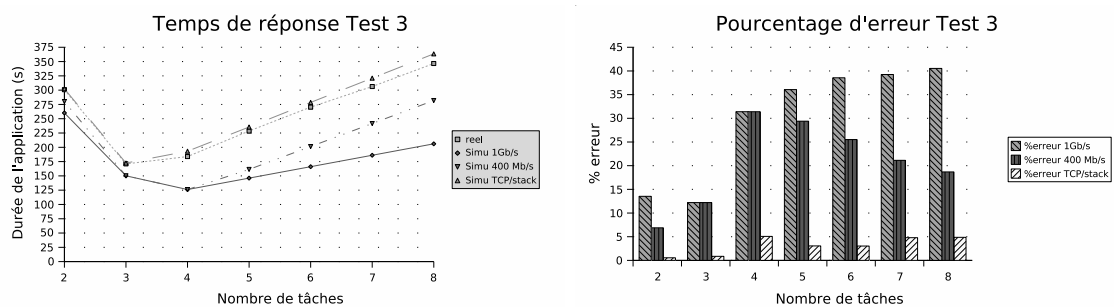 Temps de réponse Test 3
Durée de l'application (s)
375
350
325
300
275
250
225
200
175
150
125
100
75
50
25
0
2 3 4 5 6 7 8
Nombre de tâches
reel
Simu 1Gb/s
Simu 400 Mb/s
Simu TCP/stack
Pourcentage d'erreur Test 3
% erreur
45
40
35
30
25
20
15
10
5
0
2 3 4 5 6 7 8
Nombre de tâches
%erreur 1Gb/s
%erreur 400 Mb/s
%erreur TCP/stack